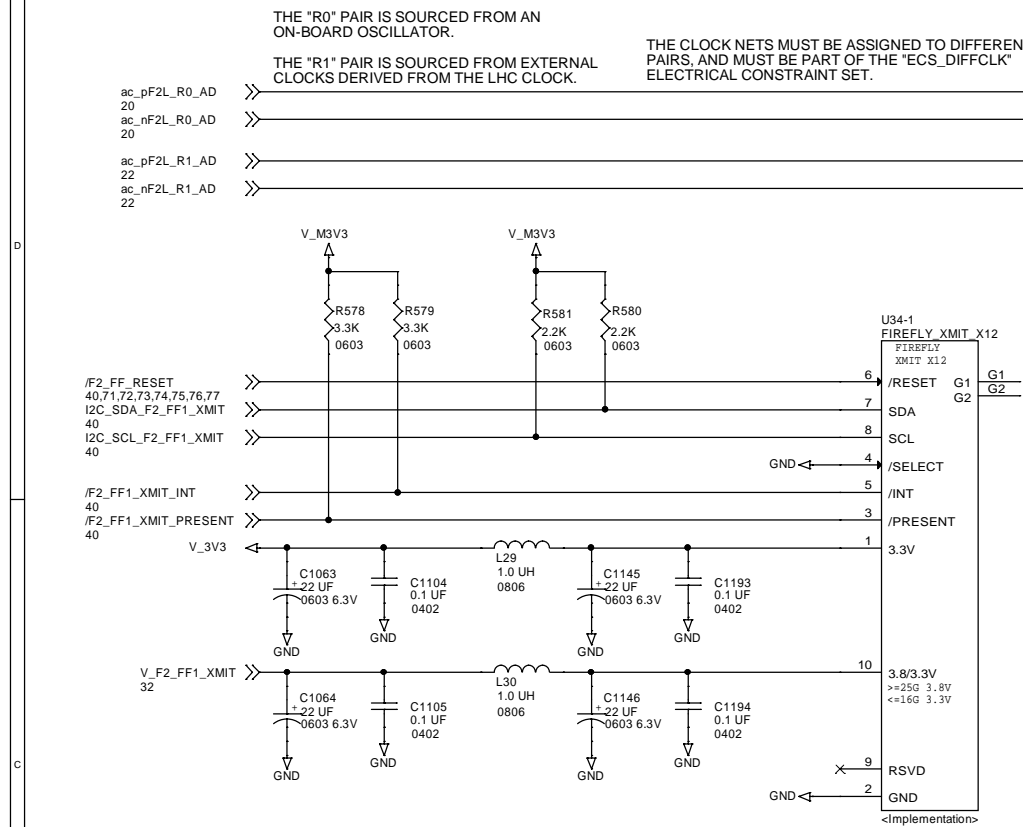 THE "R0" PAIR IS SOURCED FROM AN
ON-BOARD OSCILLATOR.
THE "R1" PAIR IS SOURCED FROM EXTERNAL
CLOCKS DERIVED FROM THE LHC CLOCK.
THE CLOCK NETS MUST BE ASSIGNED TO DIFFEREN
PAIRS, AND MUST BE PART OF THE "ECS_DIFFCLK"
ELECTRICAL CONSTRAINT SET.
ac_pF2L_R0_AD
20
ac_nF2L_R0_AD
20
ac_pF2L_R1_AD
22
ac_nF2L_R1_AD
22
D
V_M3V3
V_M3V3
R578
3.3K
0603
R579
3.3K
0603
R581
2.2K
0603
R580
2.2K
0603
U34-1
FIREFLY_XMIT_X12
FIREFLY
XMIT X12
/F2_FF_RESET
40,71,72,73,74,75,76,77
I2C_SDA_F2_FF1_XMIT
40
I2C_SCL_F2_FF1_XMIT
40
/F2_FF1_XMIT_INT
40
/F2_FF1_XMIT_PRESENT
40
6 /RESET
G1 G1
G2 G2
7 SDA
8 SCL
GND 4 /SELECT
5 /INT
3 /PRESENT
1 3.3V
V_3V3
C1063
+ 22 UF
0603 6.3V
GND
C1104
0.1 UF
0402
GND
L29
1.0 UH
0806
C1145
+ 22 UF
0603 6.3V
GND
C1193
0.1 UF
0402
GND
V_F2_FF1_XMIT
32
C1064
+ 22 UF
0603 6.3V
GND
C1105
0.1 UF
0402
GND
L30
1.0 UH
0806
C1146
+ 22 UF
0603 6.3V
GND
C1194
0.1 UF
0402
GND
10 3.8/3.3V
>=25G 3.8V
<=16G 3.3V
C
9 RSVD
GND 2 GND
<Implementation>